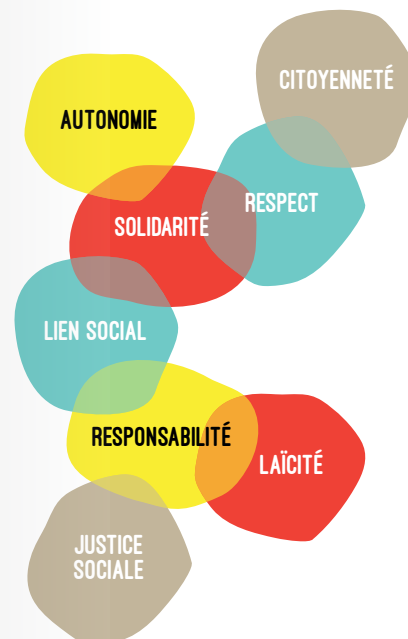 CITOYENNETÉ
AUTONOMIE
RESPECT
SOLIDARITÉ
LIEN SOCIAL
RESPONSABILITÉ
LAÏCITÉ
JUSTICE
SOCIALE